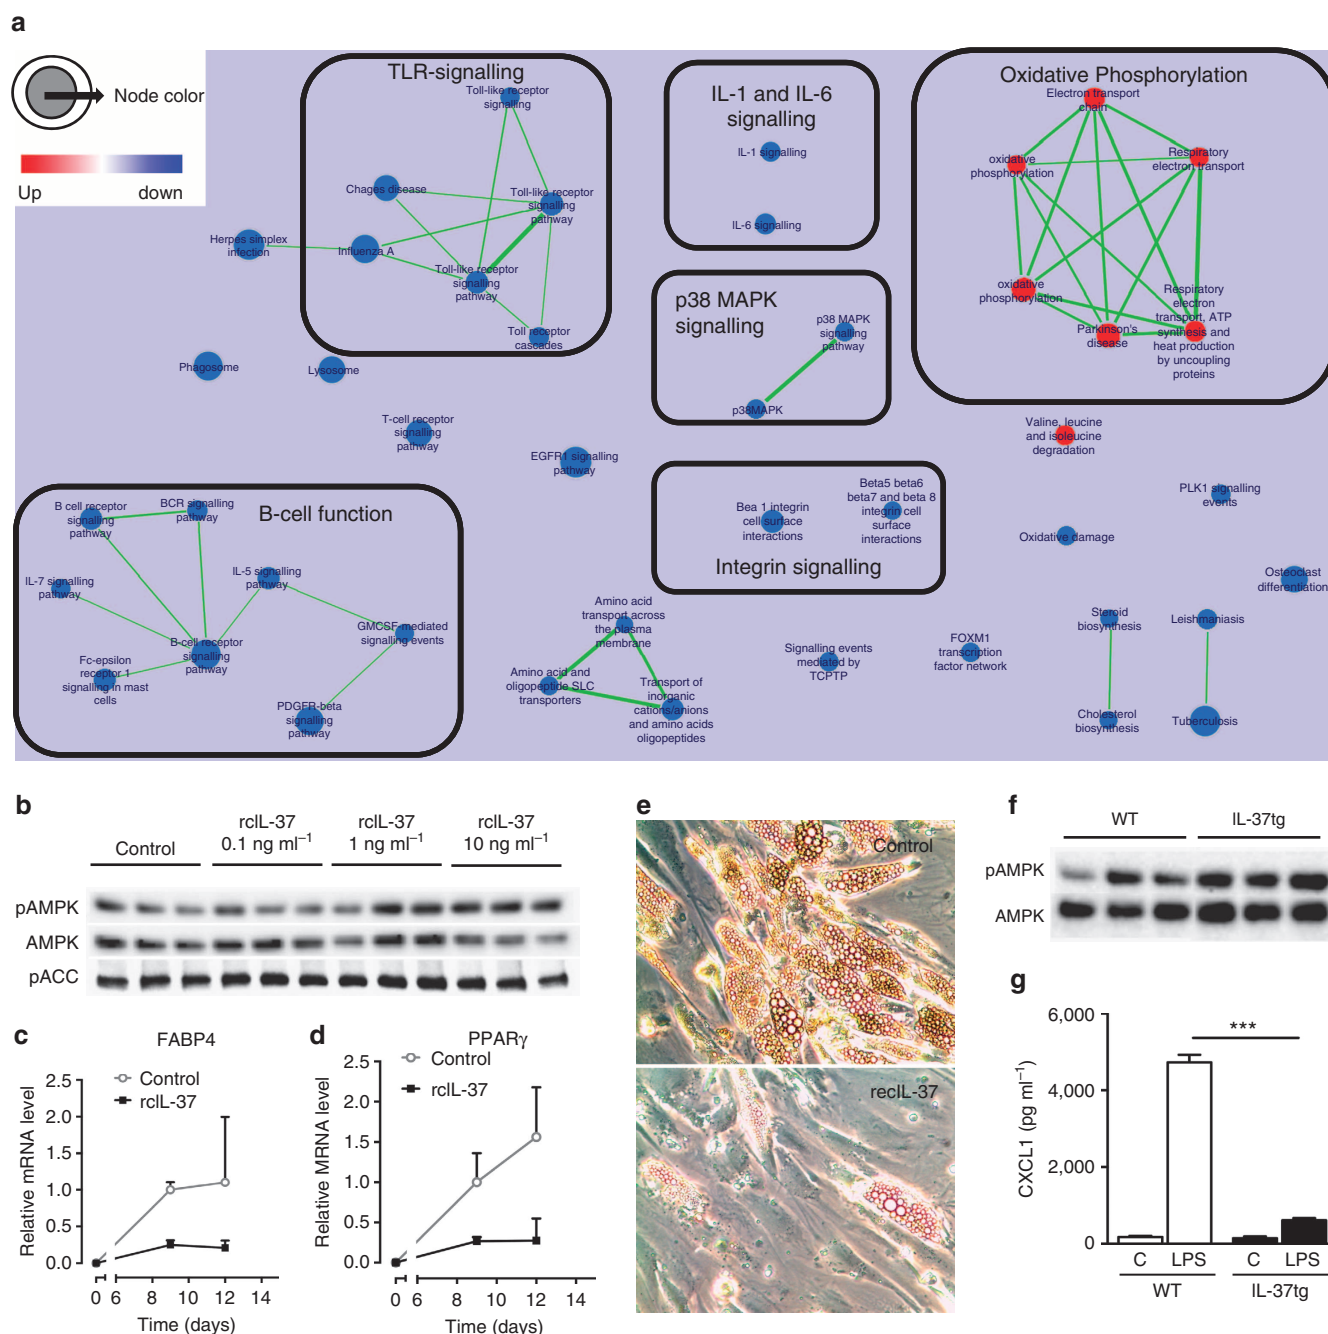 a
Node color
Up
down
TLR-signalling
Toll-like receptor
signalling
Chages disease
Toll-like receptor
signalling
pathway
Herpes simplex
infection
Influenza A
Toll-like receptor
signalling
pathway
Toll receptor
cascades
IL-1 and IL-6
signalling
IL-1 signalling
IL-6 signalling
p38 MAPK
signalling
p38 MAPK
signalling
pathway
p38MAPK
Oxidative Phosphorylation
Electron transport
chain
oxidative
phosphorylation
Respiratory
electron transport
oxidative
phosphorylation
Parkinson's
disease
Respiratory
electron
transport, ATP
synthesis and
heat production
by uncoupling
proteins
Phagosome
Lysosome
T-cell receptor
signalling
pathway
EGFR1 signalling
pathway
Valine, leucine
and isoleucine
degradation
PLK1 signalling
events
Oxidative damage
Osteoclast
differentiation
B-cell function
B cell receptor
signalling
pathway
BCR signalling
pathway
IL-7 signalling
pathway
IL-5 signalling
pathway
GMCSF-mediated
signalling events
B-cell receptor
signalling
pathway
Fc-epsilon
receptor 1
signalling in mast
cells
PDGFR-beta
signalling
pathway
Bea 1 integrin
cell surface
interactions
Beta5 beta6
beta7 and beta 8
integrin cell
surface
interactions
Integrin signalling
Amino acid
transport across
the plasma
membrane
Amino acid and
oligopeptide SLC
transporters
Transport of
inorganic
cations/anions
and amino acids
oligopeptides
Signalling events
mediated by
TCPTP
FOXM1
transcription
factor network
Steroid
biosynthesis
Cholesterol
biosynthesis
Leishmaniasis
Tuberculosis
b
Control
rcIL-37
0.1 ng ml⁻¹
rcIL-37
1 ng ml⁻¹
rcIL-37
10 ng ml⁻¹
pAMPK
AMPK
pACC
c
FABP4
Control
rcIL-37
Relative mRNA level
2.5
2.0
1.5
1.0
0.5
0.0
0 6 8 10 12 14
Time (days)
d
PPARγ
Control
rcIL-37
Relative MRNA level
2.5
2.0
1.5
1.0
0.5
0.0
0 6 8 10 12 14
Time (days)
e
Control
recIL-37
f
WT
IL-37tg
pAMPK
AMPK
g
CXCL1 (pg ml⁻¹)
6,000
4,000
2,000
0
***
C LPS C LPS
WT IL-37tg